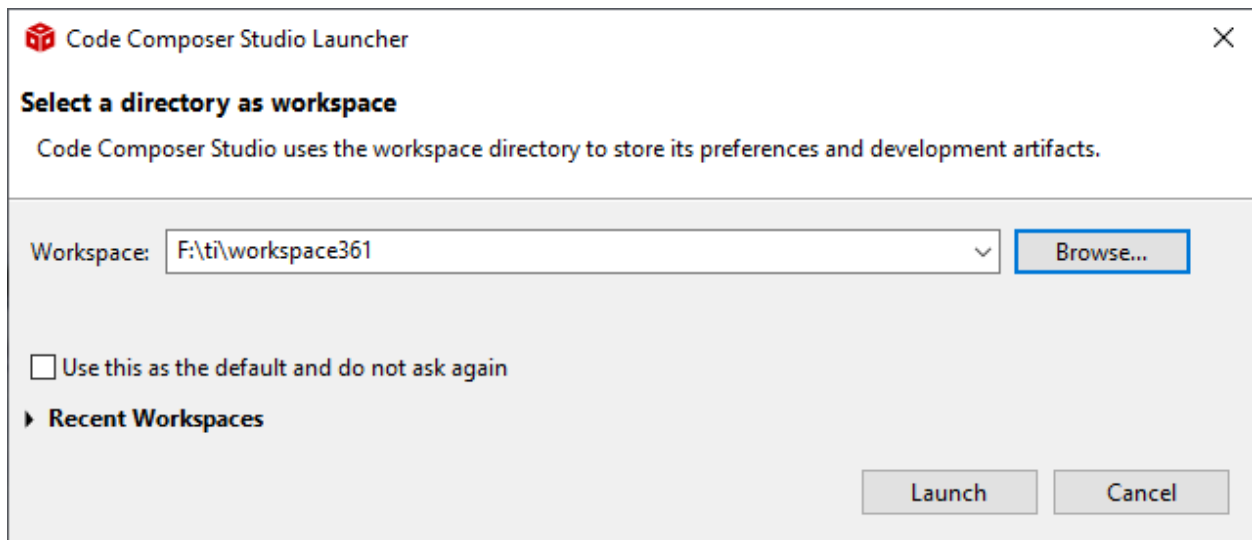 Code Composer Studio Launcher
Select a directory as workspace
Code Composer Studio uses the workspace directory to store its preferences and development artifacts.
Workspace: F:\ti\workspace361 Browse...
Use this as the default and do not ask again
Recent Workspaces
Launch Cancel